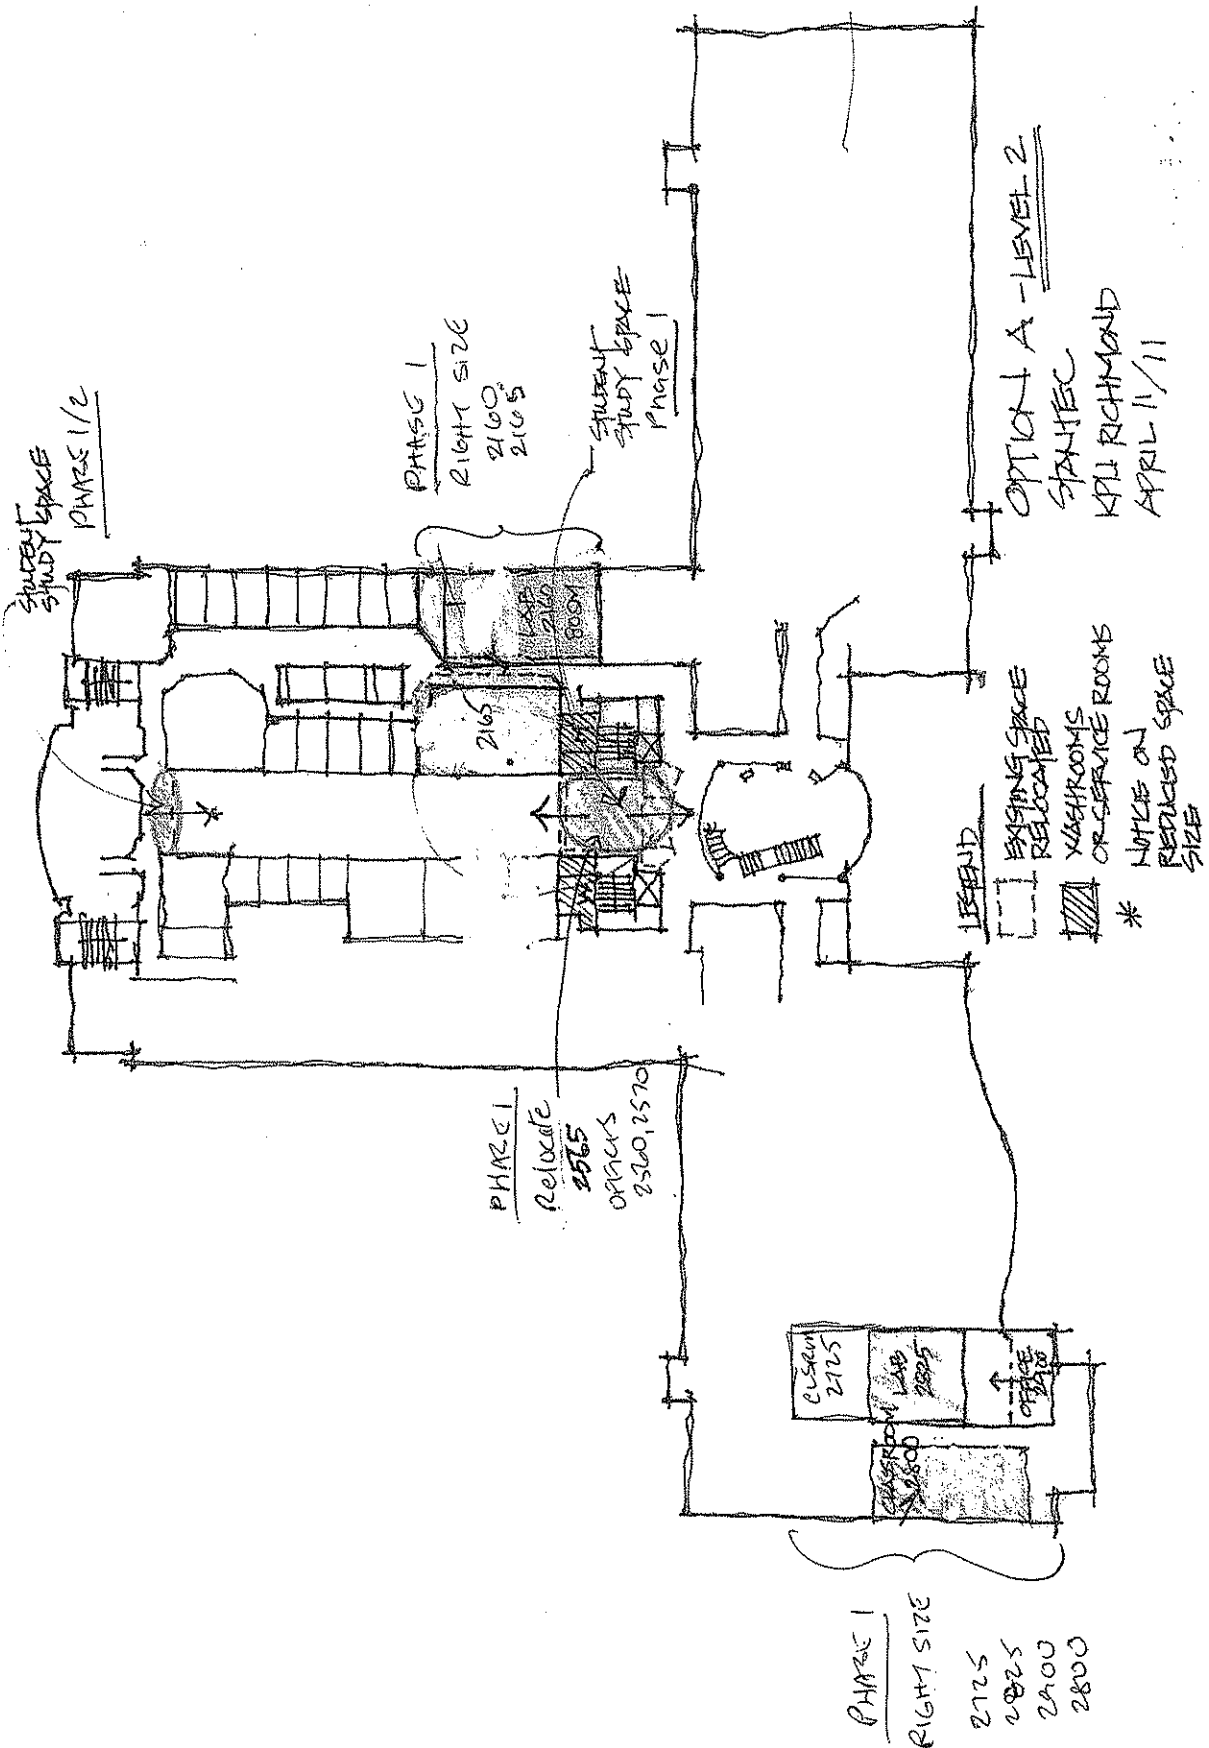 STUDENT
STUDY SPACE
PHASE 1/2
PHASE 1
RIGHT SIZE
2160,
2165
STUDENT
STUDY SPACE
Phase 1
LAB
2160
800M
2165
PHASE 1
Relocate
2565
OFFICES
2560, 2570
CLSRM
2725
LAB
2825
OFFICE
2900
CLASSROOM
2800
PHASE 1
RIGHT SIZE
2725
2825
2900
2800
LEGEND
EXISTING SPACE
RELOCATED
WASHROOMS
OR SERVICE ROOMS
* NOTICE ON
REDUCED SPACE
SIZE
OPTION A - LEVEL 2
STANTEC
KPU RICHMOND
APRIL 11/11